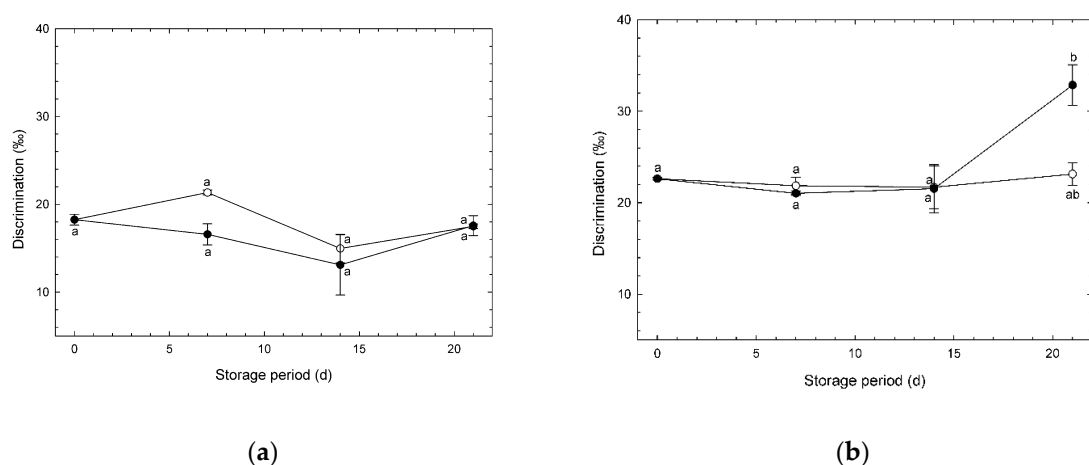 40
30
20
10
Discrimination (‰)
a
a
a
a
a
a
a
0
5
10
15
20
Storage period (d)
(a)
40
30
20
10
Discrimination (‰)
a
a
a
a
a
b
ab
0
5
10
15
20
Storage period (d)
(b)